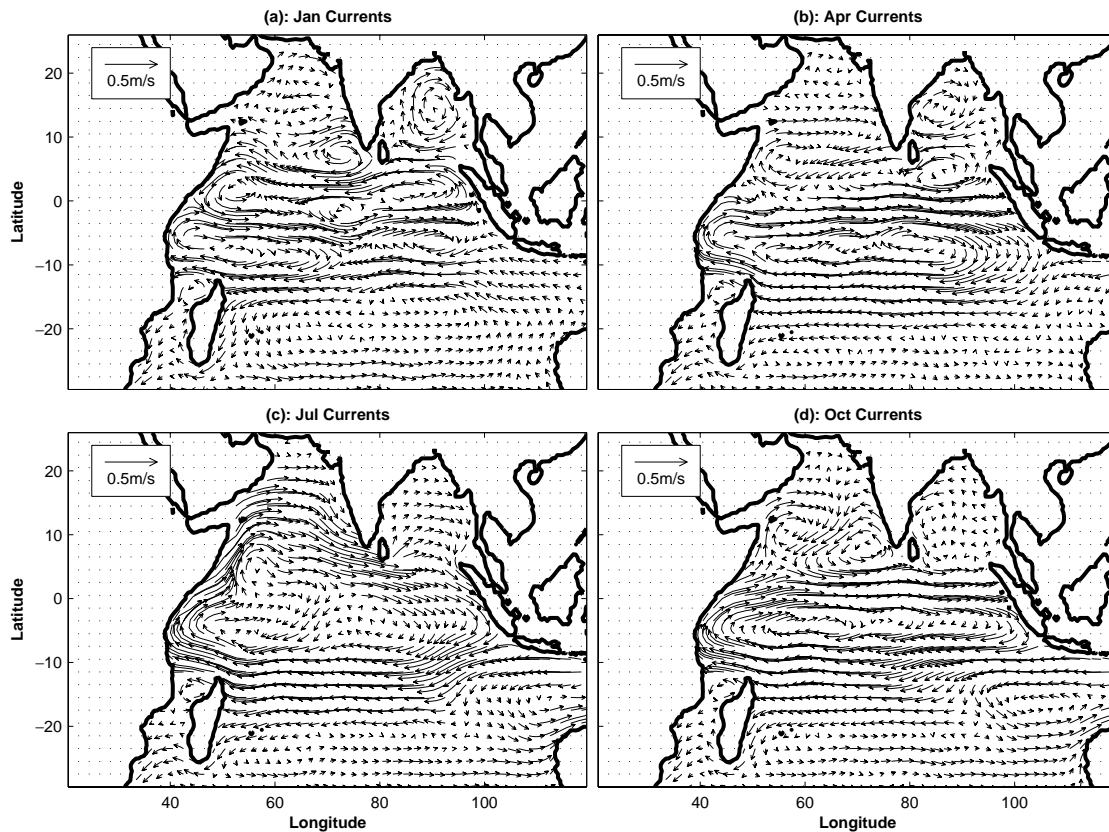 (a): Jan Currents
(b): Apr Currents
0.5m/s
0.5m/s
20
10
0
−10
−20
Latitude
(c): Jul Currents
(d): Oct Currents
0.5m/s
0.5m/s
20
10
0
−10
−20
Latitude
40
60
80
100
40
60
80
100
Longitude
Longitude